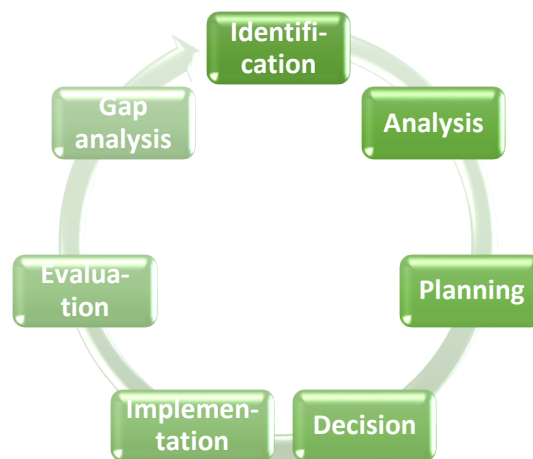 Identifi-
cation
Analysis
Planning
Decision
Implemen-
tation
Evalua-
tion
Gap
analysis